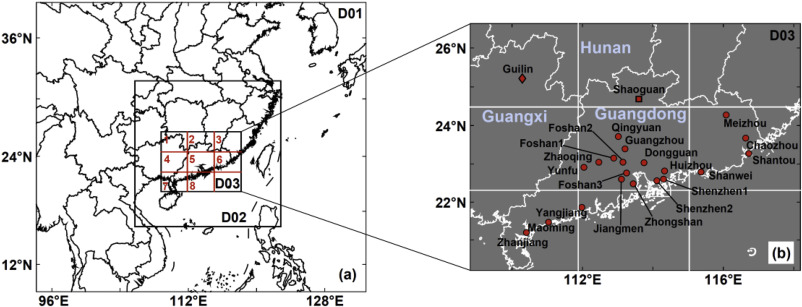 D01
36°N
24°N
12°N
96°E
112°E
128°E
1 2 3
4 5 6
7 8
D03
D02
(a)
D03
26°N
24°N
22°N
112°E
114°E
116°E
Hunan
Guilin
Shaoguan
Guangxi
Guangdong
Meizhou
Foshan2
Qingyuan
Foshan1
Guangzhou
Chaozhou
Zhaoqing
Dongguan
Shantou
Yunfu
Huizhou
Shanwei
Foshan3
Shenzhen1
Yangjiang
Shenzhen2
Maoming
Jiangmen
Zhongshan
Zhanjiang
(b)